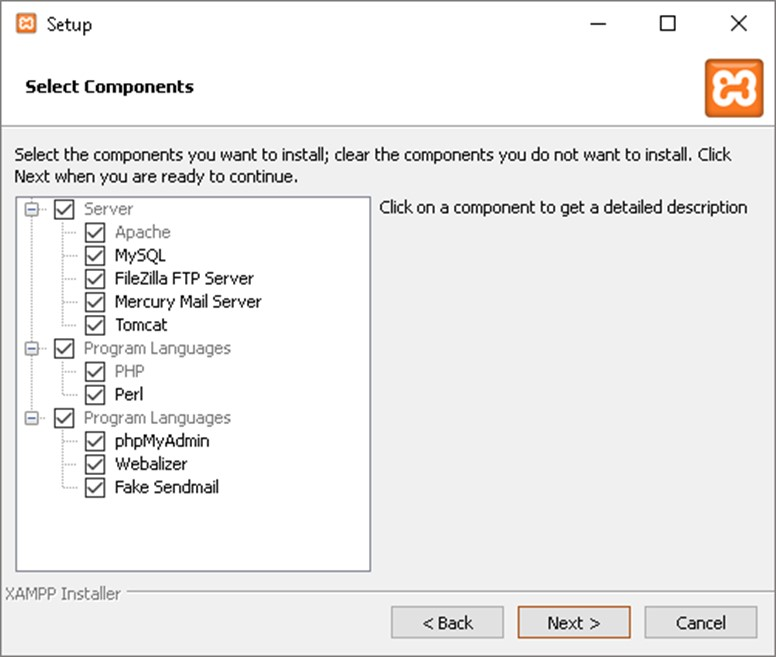 Setup
Select Components
Select the components you want to install; clear the components you do not want to install. Click
Next when you are ready to continue.
Server
Apache
MySQL
FileZilla FTP Server
Mercury Mail Server
Tomcat
Program Languages
PHP
Perl
Program Languages
phpMyAdmin
Webalizer
Fake Sendmail
Click on a component to get a detailed description
XAMPP Installer
< Back
Next >
Cancel